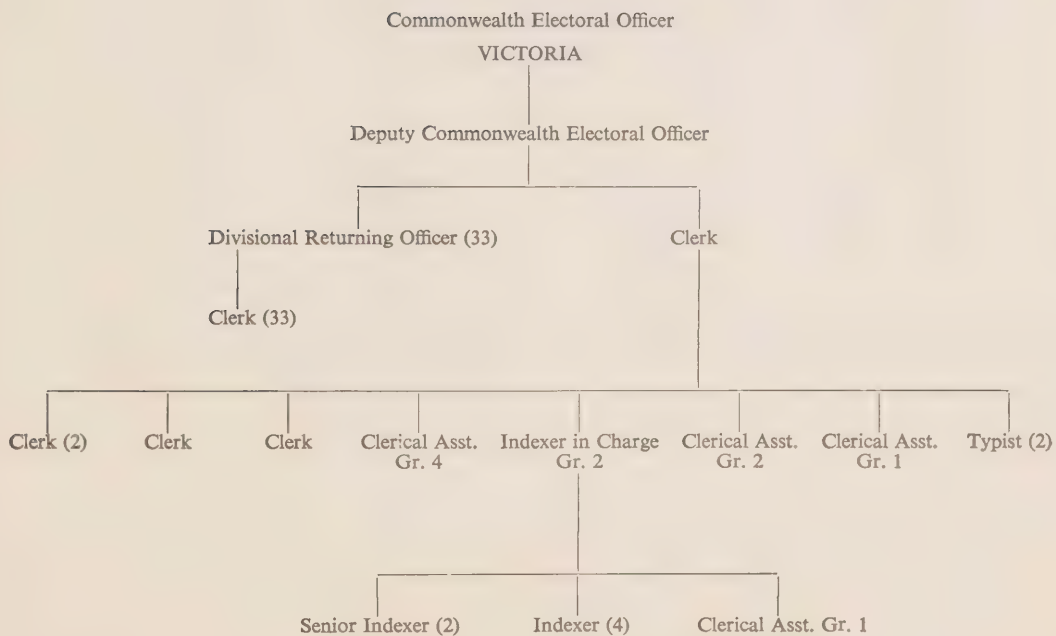 Commonwealth Electoral Officer
VICTORIA
Deputy Commonwealth Electoral Officer
Divisional Returning Officer (33) Clerk
Clerk (33)
Clerk (2) Clerk Clerk Clerical Asst. Indexer in Charge Clerical Asst. Clerical Asst. Typist (2)
Gr. 4 Gr. 2 Gr. 2 Gr. 1
Senior Indexer (2) Indexer (4) Clerical Asst. Gr. 1